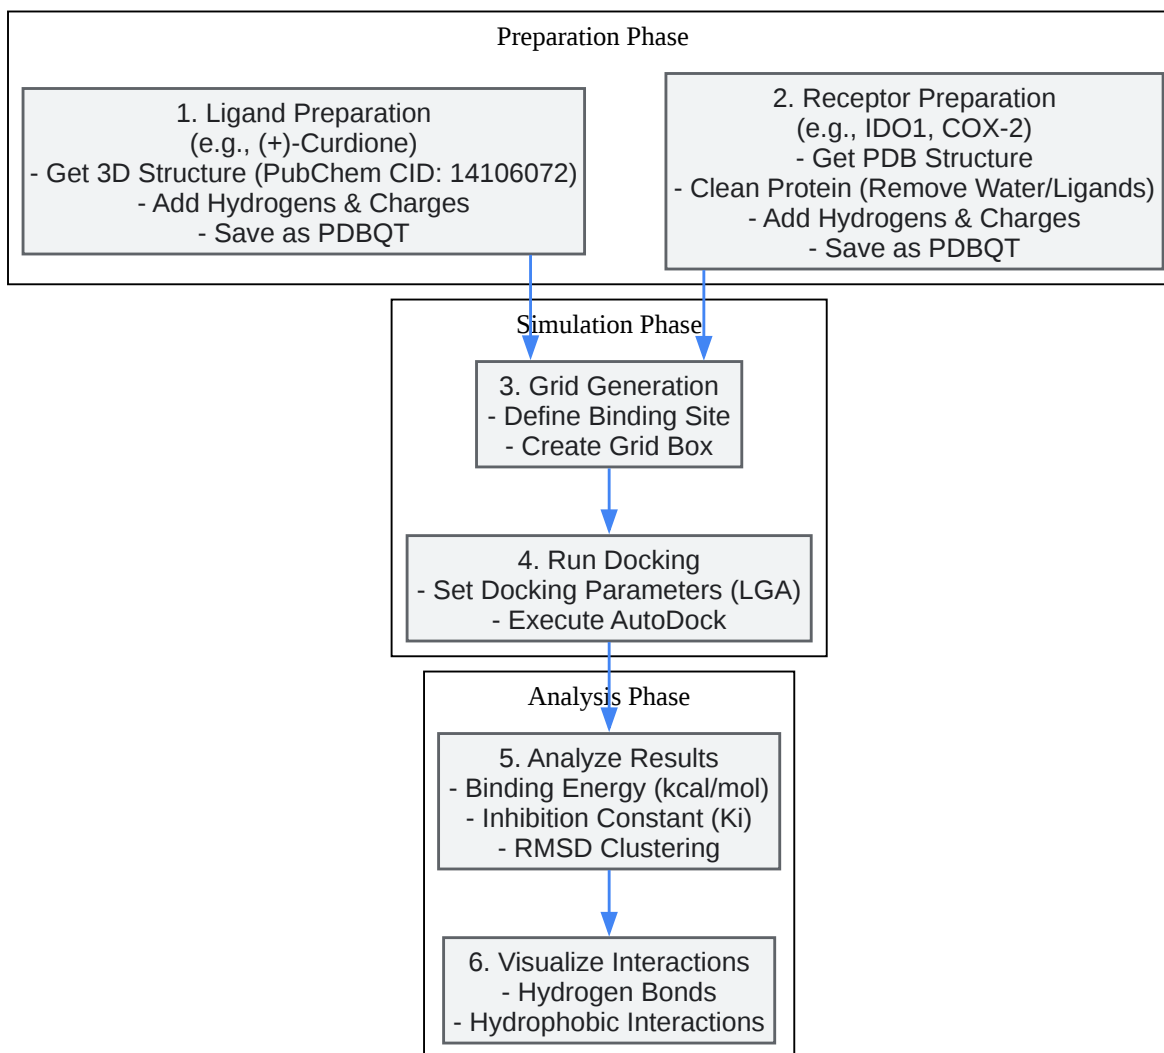 Preparation Phase
1. Ligand Preparation
(e.g., (+)-Curdione)
- Get 3D Structure (PubChem CID: 14106072)
- Add Hydrogens & Charges
- Save as PDBQT
2. Receptor Preparation
(e.g., IDO1, COX-2)
- Get PDB Structure
- Clean Protein (Remove Water/Ligands)
- Add Hydrogens & Charges
- Save as PDBQT
Simulation Phase
3. Grid Generation
- Define Binding Site
- Create Grid Box
4. Run Docking
- Set Docking Parameters (LGA)
- Execute AutoDock
Analysis Phase
5. Analyze Results
- Binding Energy (kcal/mol)
- Inhibition Constant (Ki)
- RMSD Clustering
6. Visualize Interactions
- Hydrogen Bonds
- Hydrophobic Interactions